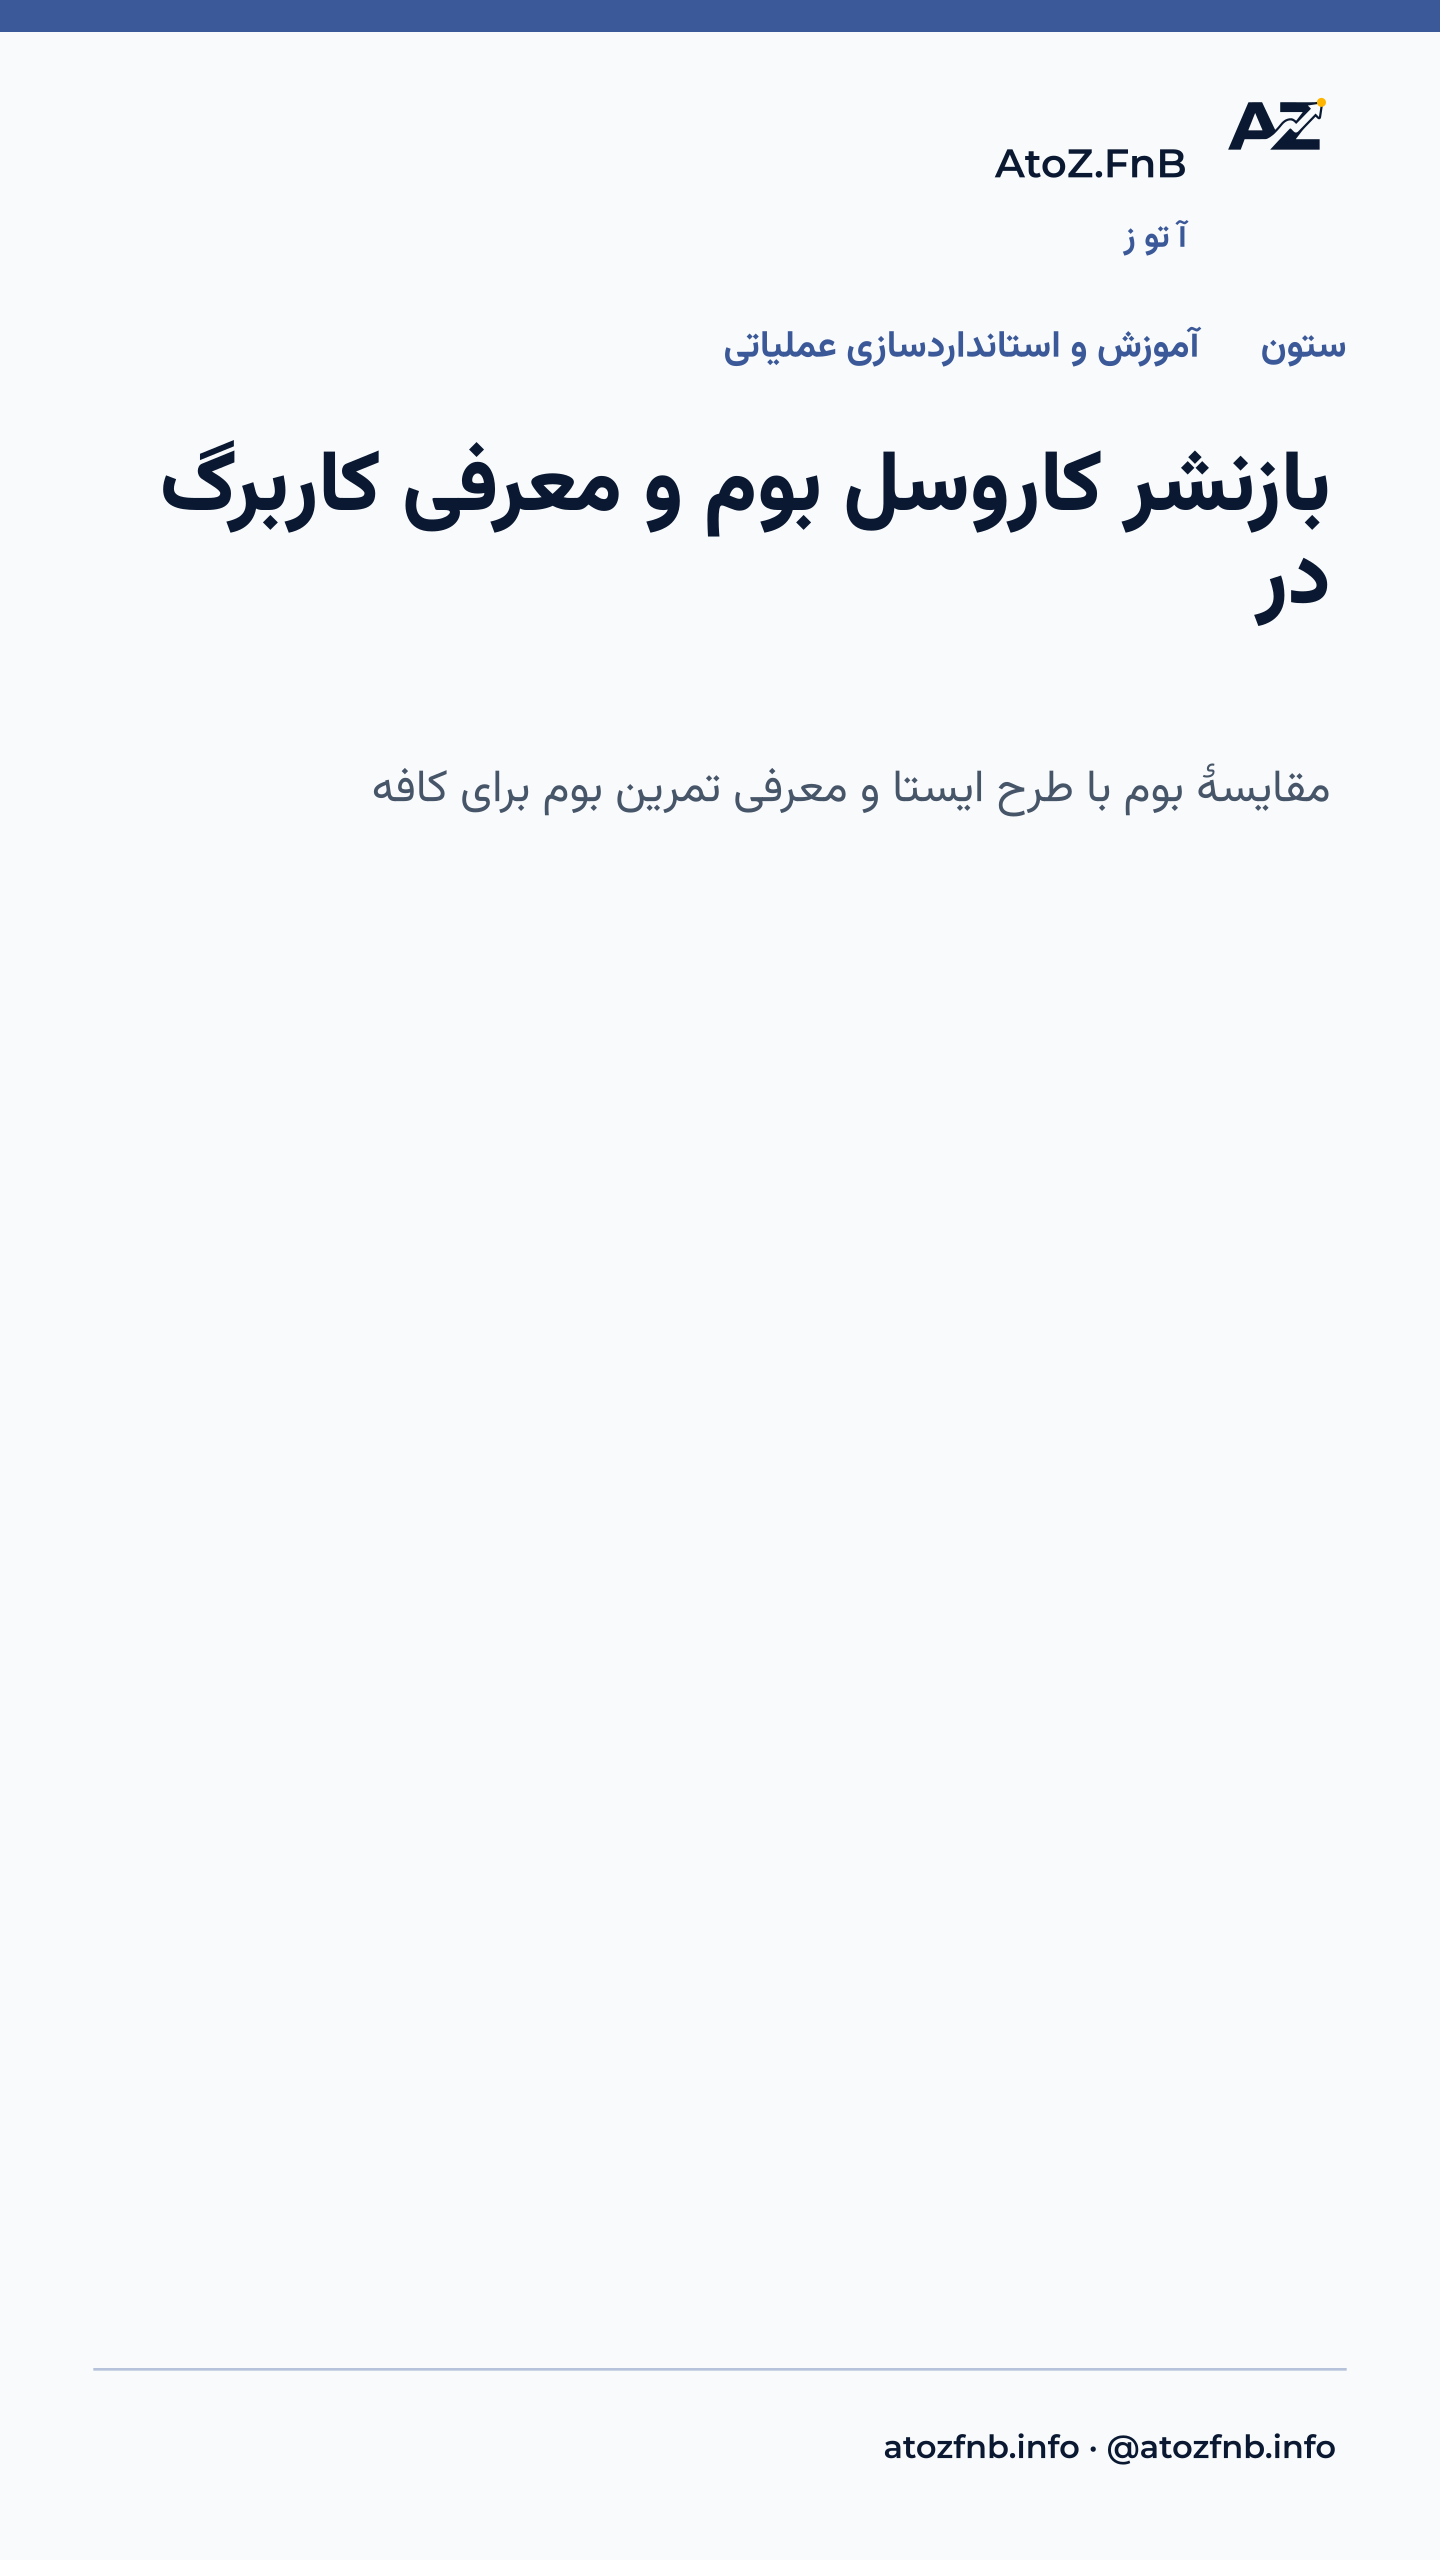 AZ
AtoZ.FnB
آ تو ز
ستون آموزش و استانداردسازی عملیاتی
بازنشر کاروسل بوم و معرفی کاربرگ
در
مقایسهٔ بوم با طرح ایستا و معرفی تمرین بوم برای کافه
atozfnb.info · @atozfnb.info